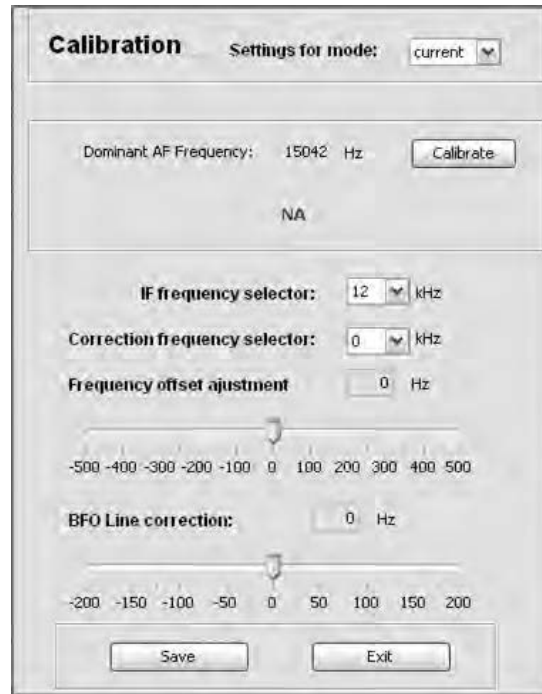 Calibration Settings for mode: current
Dominant AF Frequency: 15042 Hz Calibrate
NA
IF frequency selector: 12 kHz
Correction frequency selector: 0 kHz
Frequency offset ajustment 0 Hz
-500 -400 -300 -200 -100 0 100 200 300 400 500
BFO Line correction: 0 Hz
-200 -150 -100 -50 0 50 100 150 200
Save Exit